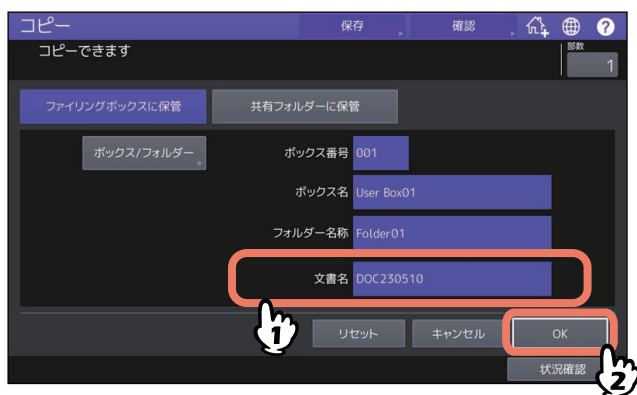 コピー 保存 確認 ?
コピーできます 部数
1
ファイリングボックスに保管 共有フォルダーに保管
ボックス/フォルダー ボックス番号 001
ボックス名 User Box01
フォルダー名称 Folder01
文書名 DOC230510
1
リセット キャンセル OK
状況確認 2